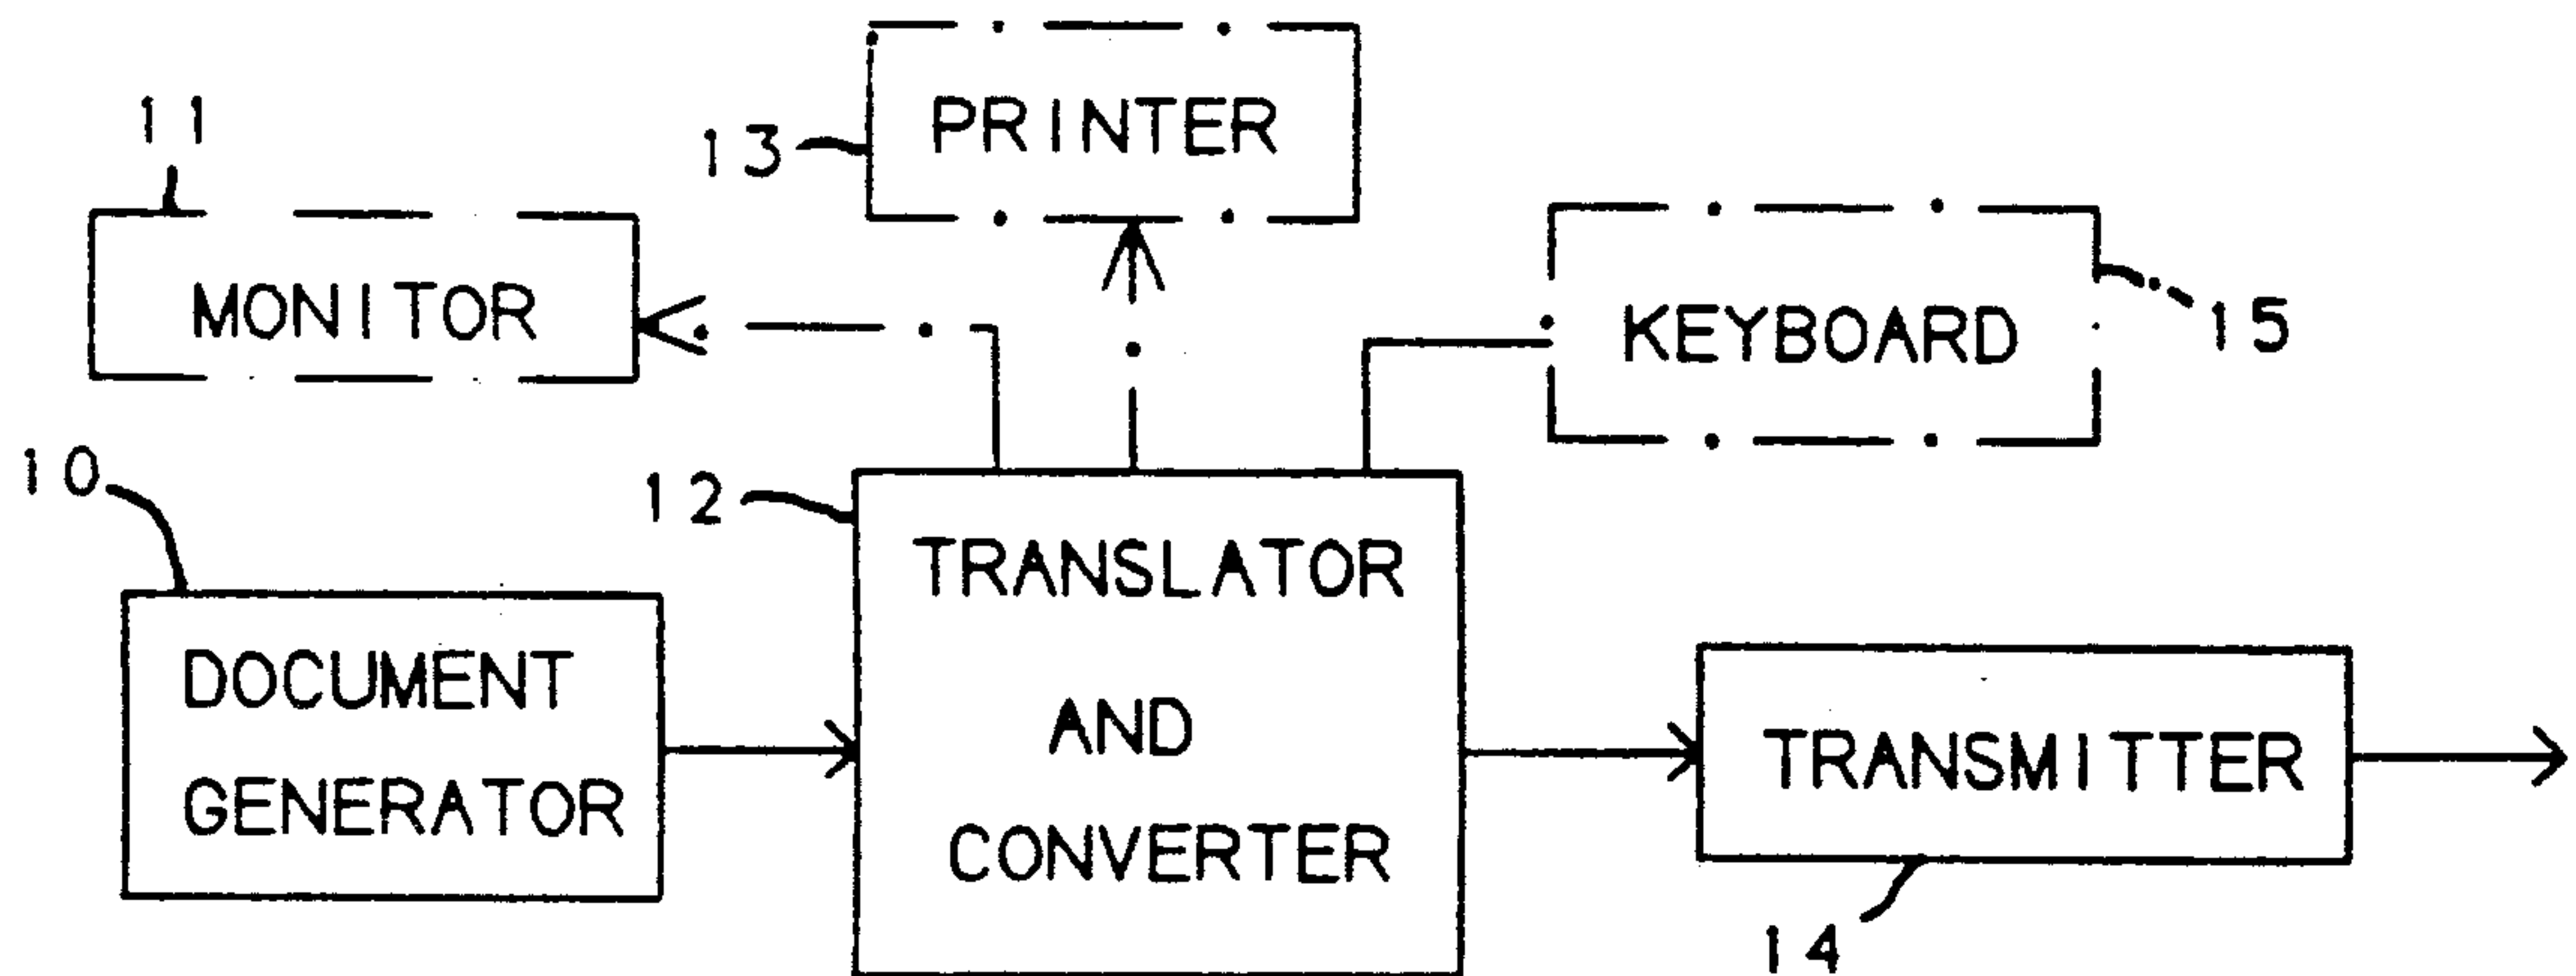 PRINTER
13
11
MONITOR
KEYBOARD
15
10
12
TRANSLATOR
AND
CONVERTER
DOCUMENT
GENERATOR
TRANSMITTER
14